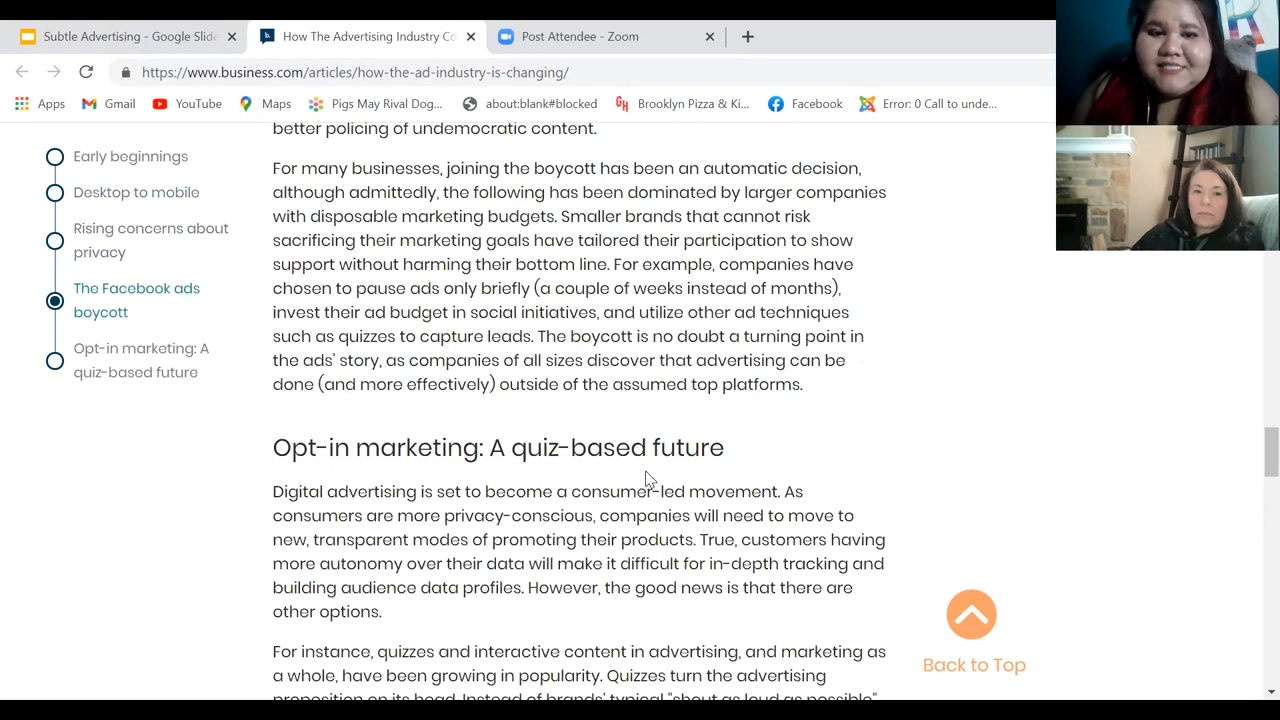 Subtle Advertising - Google Slide
How The Advertising Industry Co
Post Attendee - Zoom
https://www.business.com/articles/how-the-ad-industry-is-changing/
Apps
Gmail
YouTube
Maps
Pigs May Rival Dog...
about:blank#blocked
Brooklyn Pizza & Ki...
Facebook
Error: 0 Call to unde...
Early beginnings
Desktop to mobile
Rising concerns about
privacy
The Facebook ads
boycott
Opt-in marketing: A
quiz-based future
better policing of undemocratic content.
For many businesses, joining the boycott has been an automatic decision,
although admittedly, the following has been dominated by larger companies
with disposable marketing budgets. Smaller brands that cannot risk
sacrificing their marketing goals have tailored their participation to show
support without harming their bottom line. For example, companies have
chosen to pause ads only briefly (a couple of weeks instead of months),
invest their ad budget in social initiatives, and utilize other ad techniques
such as quizzes to capture leads. The boycott is no doubt a turning point in
the ads' story, as companies of all sizes discover that advertising can be
done (and more effectively) outside of the assumed top platforms.
Opt-in marketing: A quiz-based future
Digital advertising is set to become a consumer-led movement. As
consumers are more privacy-conscious, companies will need to move to
new, transparent modes of promoting their products. True, customers having
more autonomy over their data will make it difficult for in-depth tracking and
building audience data profiles. However, the good news is that there are
other options.
For instance, quizzes and interactive content in advertising, and marketing as
a whole, have been growing in popularity. Quizzes turn the advertising
proposition on its head. Instead of brands' typical "shout as loud as possible"
Back to Top
R